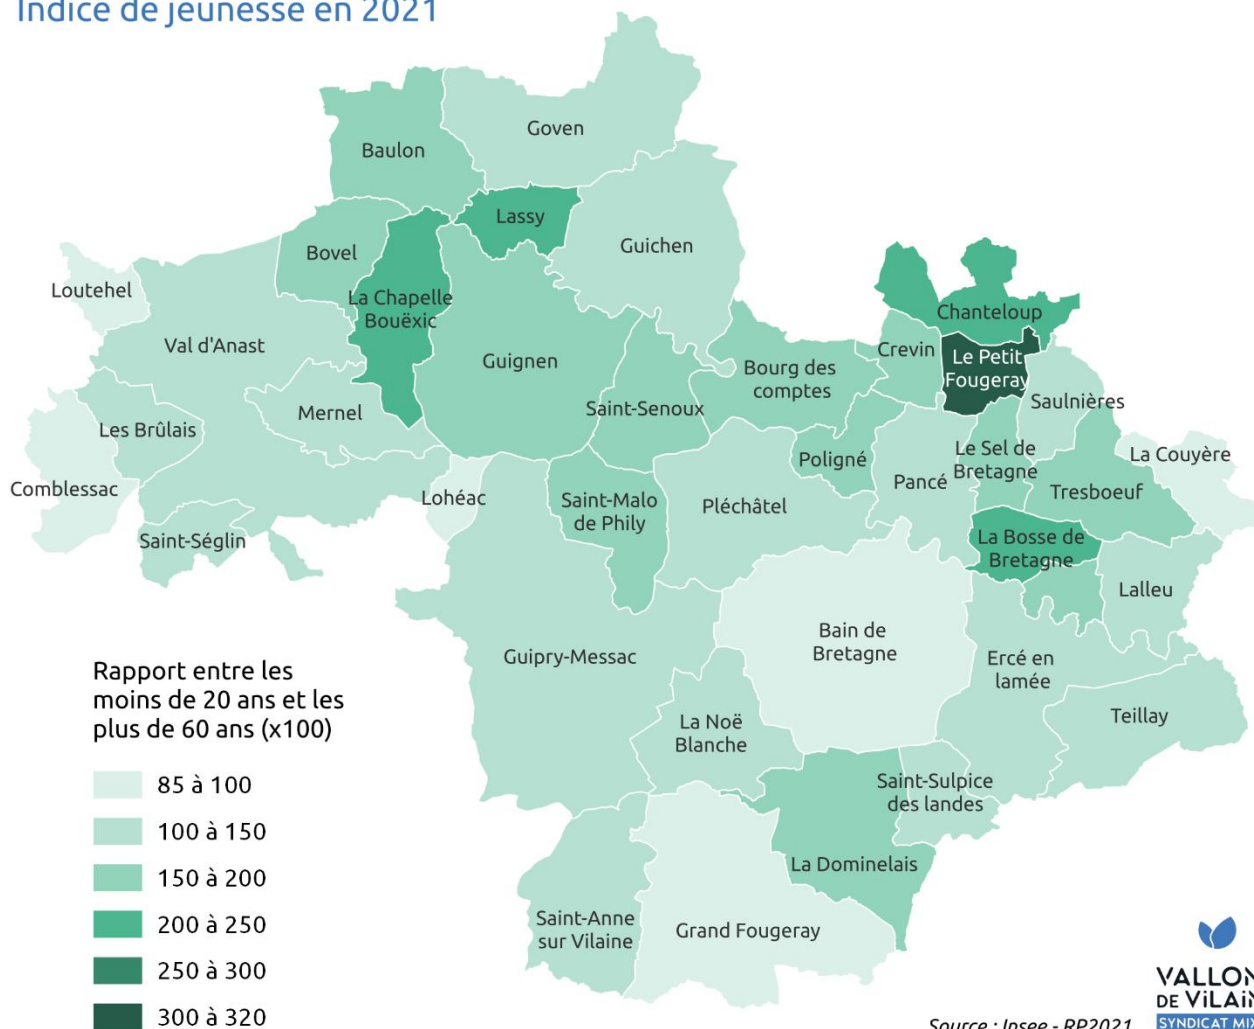 Indice de jeunesse en 2021
Goven
Baulon
Lassy
Guichen
Bovel
Loutehel
La Chapelle
Bouëxic
Chanteloup
Val d'Anast
Crevin
Le Petit
Fougeray
Guignen
Bourg des
comptes
Saint-Senoux
Saulnières
Mernel
Les Brûlais
La Couyère
Le Sel de
Bretagne
Poligné
Pancé
Comblessac
Lohéac
Saint-Malo
de Phily
Pléchâtel
Tresboeuf
Saint-Séglin
La Bosse de
Bretagne
Lalleu
Bain de
Bretagne
Guipry-Messac
Ercé en
lamée
Teillay
La Noë
Blanche
Saint-Sulpice
des landes
La Dominelais
Saint-Anne
sur Vilaine
Grand Fougeray
Rapport entre les
moins de 20 ans et les
plus de 60 ans (x100)
85 à 100
100 à 150
150 à 200
200 à 250
250 à 300
300 à 320
Source : Insee - RP2021
VALLON
DE ViLAiN
SYNDICAT MIX